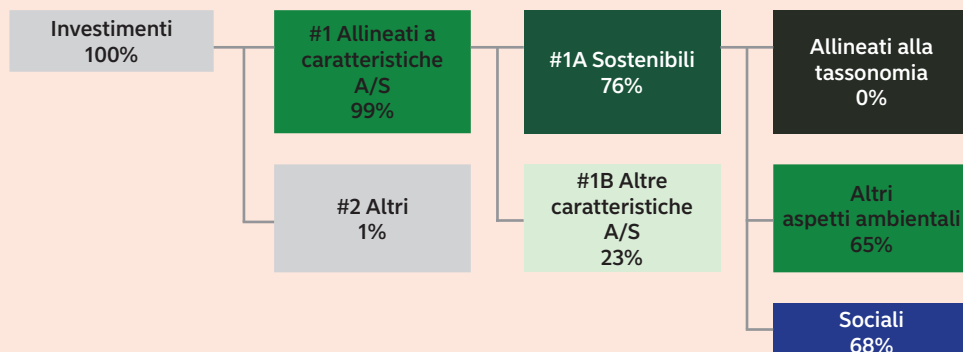 Investimenti
100%
#1 Allineati a
caratteristiche
A/S
99%
#1A Sostenibili
76%
Allineati alla
tassonomia
0%
#2 Altri
1%
#1B Altre
caratteristiche
A/S
23%
Altri
aspetti ambientali
65%
Sociali
68%